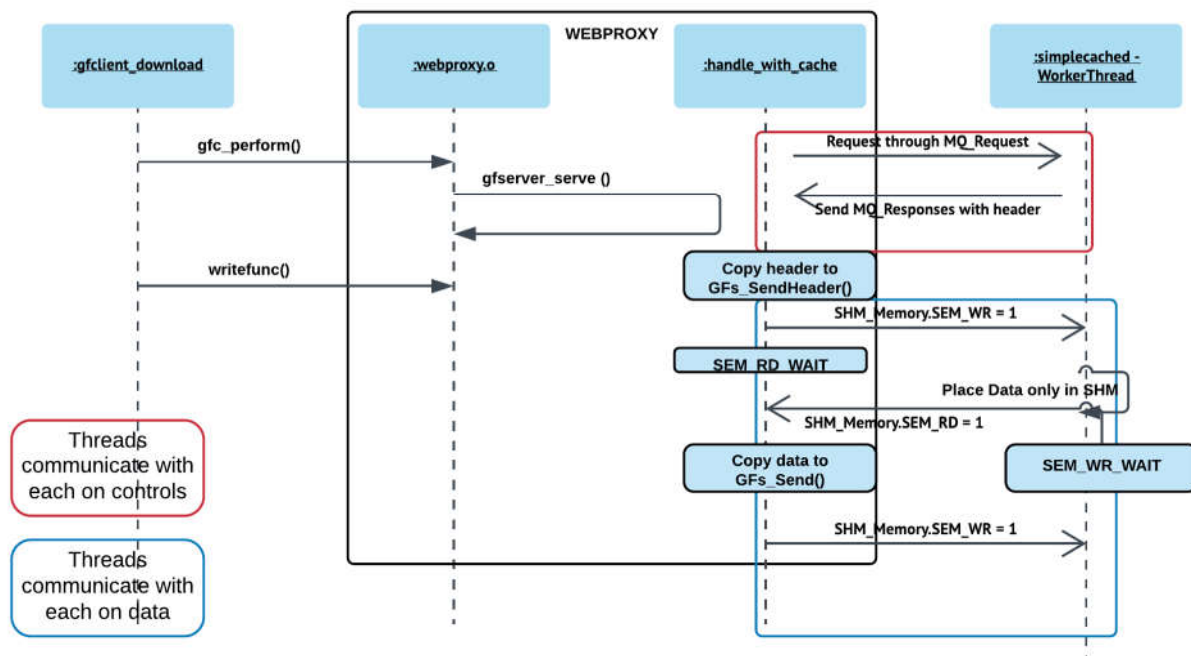 WEBPROXY
:gfclient_download
:webproxy.o
:handle_with_cache
:simplecached -
WorkerThread
gfc_perform()
Request through MQ_Request
gfserver_serve ()
Send MQ_Responses with header
writefunc()
Copy header to
GFs_SendHeader()
SHM_Memory.SEM_WR = 1
SEM_RD_WAIT
Place Data only in SHM
SHM_Memory.SEM_RD = 1
Threads
communicate with
each on controls
Copy data to
GFs_Send()
SEM_WR_WAIT
SHM_Memory.SEM_WR = 1
Threads
communicate with
each on data